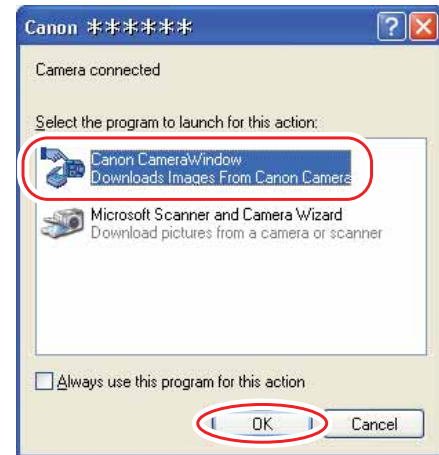 Canon ******
Camera connected
Select the program to launch for this action:
Canon CameraWindow
Downloads Images From Canon Camera
Microsoft Scanner and Camera Wizard
Download pictures from a camera or scanner
Always use this program for this action
OK Cancel